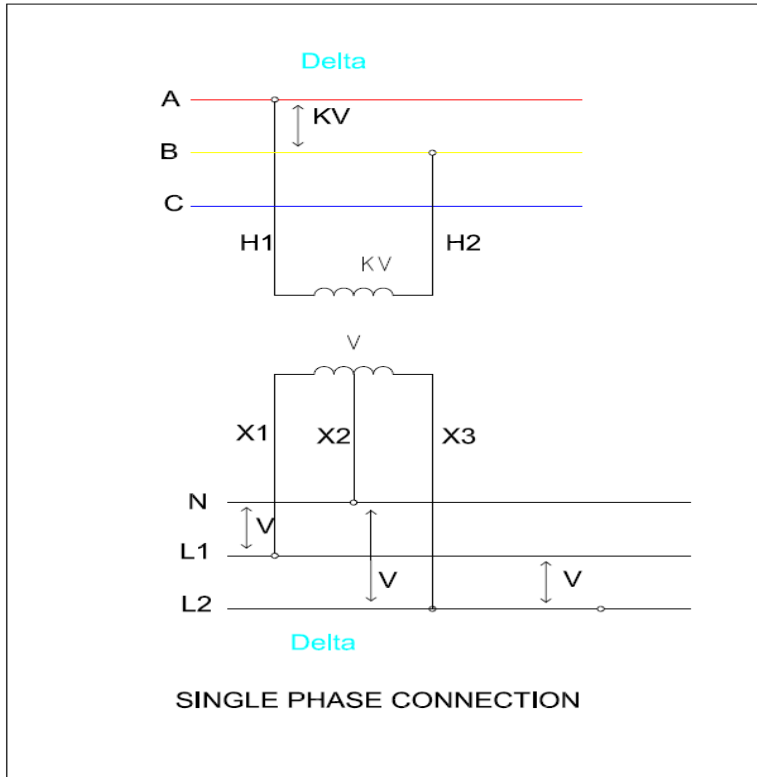 Delta
A
KV
B
C
H1
H2
KV
V
X1
X2
X3
N
V
L1
V
V
L2
Delta
SINGLE PHASE CONNECTION